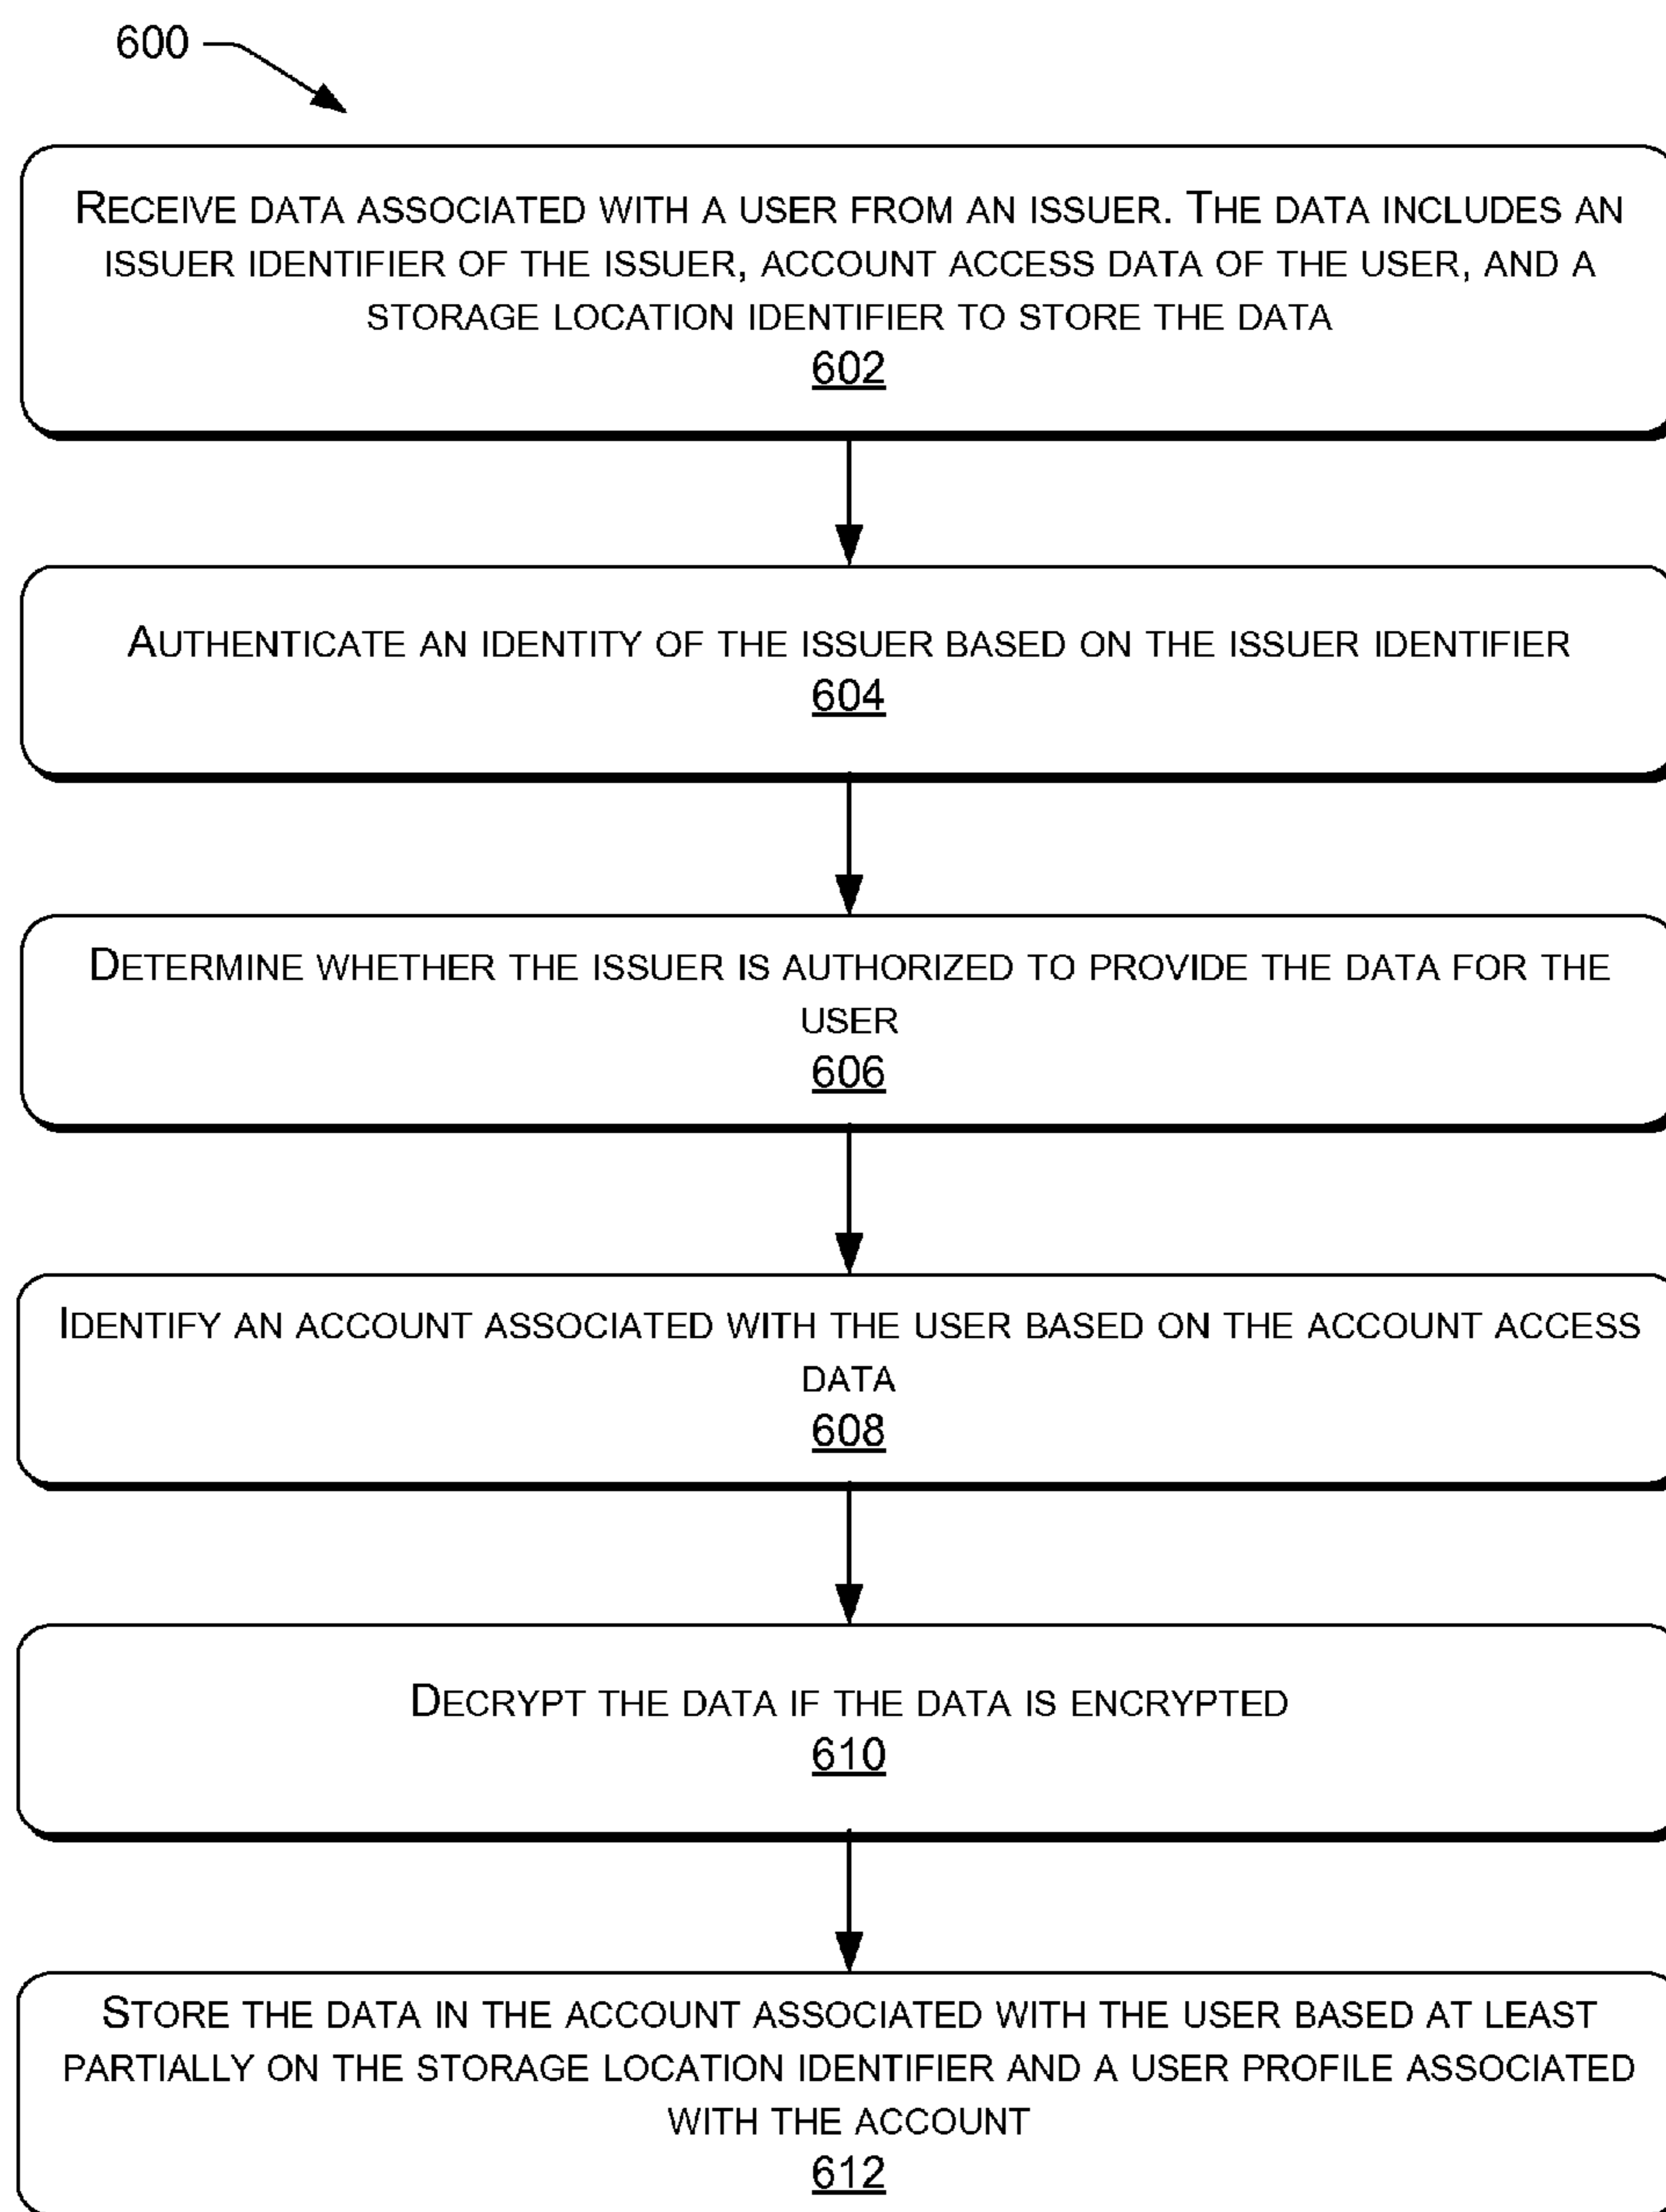 600
RECEIVE DATA ASSOCIATED WITH A USER FROM AN ISSUER. THE DATA INCLUDES AN
ISSUER IDENTIFIER OF THE ISSUER, ACCOUNT ACCESS DATA OF THE USER, AND A
STORAGE LOCATION IDENTIFIER TO STORE THE DATA
602
AUTHENTICATE AN IDENTITY OF THE ISSUER BASED ON THE ISSUER IDENTIFIER
604
DETERMINE WHETHER THE ISSUER IS AUTHORIZED TO PROVIDE THE DATA FOR THE
USER
606
IDENTIFY AN ACCOUNT ASSOCIATED WITH THE USER BASED ON THE ACCOUNT ACCESS
DATA
608
DECRYPT THE DATA IF THE DATA IS ENCRYPTED
610
STORE THE DATA IN THE ACCOUNT ASSOCIATED WITH THE USER BASED AT LEAST
PARTIALLY ON THE STORAGE LOCATION IDENTIFIER AND A USER PROFILE ASSOCIATED
WITH THE ACCOUNT
612